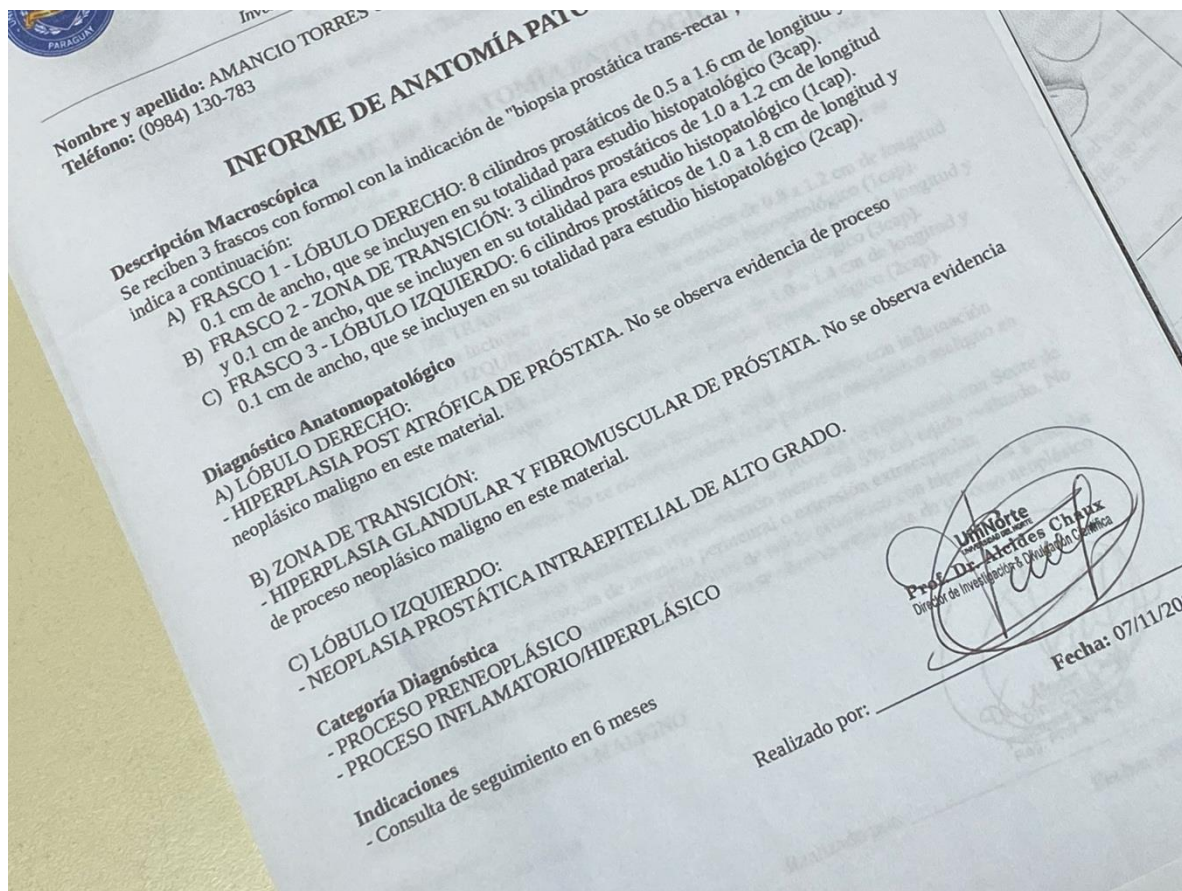 PARAGUAY
Inve
Nombre y apellido: AMANCIO TORRES
Teléfono: (0984) 130-783
INFORME DE ANATOMÍA PATO
Descripción Macroscópica
Se reciben 3 frascos con formol con la indicación de "biopsia prostática trans-rectal",
indica a continuación:
A) FRASCO 1 - LÓBULO DERECHO: 8 cilindros prostáticos de 0.5 a 1.6 cm de longitud y
0.1 cm de ancho, que se incluyen en su totalidad para estudio histopatológico (3cap).
B) FRASCO 2 - ZONA DE TRANSICIÓN: 3 cilindros prostáticos de 1.0 a 1.2 cm de longitud
y 0.1 cm de ancho, que se incluyen en su totalidad para estudio histopatológico (1cap).
C) FRASCO 3 - LÓBULO IZQUIERDO: 6 cilindros prostáticos de 1.0 a 1.8 cm de longitud y
0.1 cm de ancho, que se incluyen en su totalidad para estudio histopatológico (2cap).
Diagnóstico Anatomopatológico
A) LÓBULO DERECHO:
- HIPERPLASIA POST ATRÓFICA DE PRÓSTATA. No se observa evidencia de proceso
neoplásico maligno en este material.
B) ZONA DE TRANSICIÓN:
- HIPERPLASIA GLANDULAR Y FIBROMUSCULAR DE PRÓSTATA. No se observa evidencia
de proceso neoplásico maligno en este material.
C) LÓBULO IZQUIERDO:
- NEOPLASIA PROSTÁTICA INTRAEPITELIAL DE ALTO GRADO.
Categoría Diagnóstica
- PROCESO PRENEOPLÁSICO
- PROCESO INFLAMATORIO/HIPERPLÁSICO
Indicaciones
- Consulta de seguimiento en 6 meses
UniNorte
UNIVERSIDAD DEL NORTE
Prof. Dr. Alcides Chaux
Director de Investigación & Divulgación Científica
Realizado por:
Fecha: 07/11/20